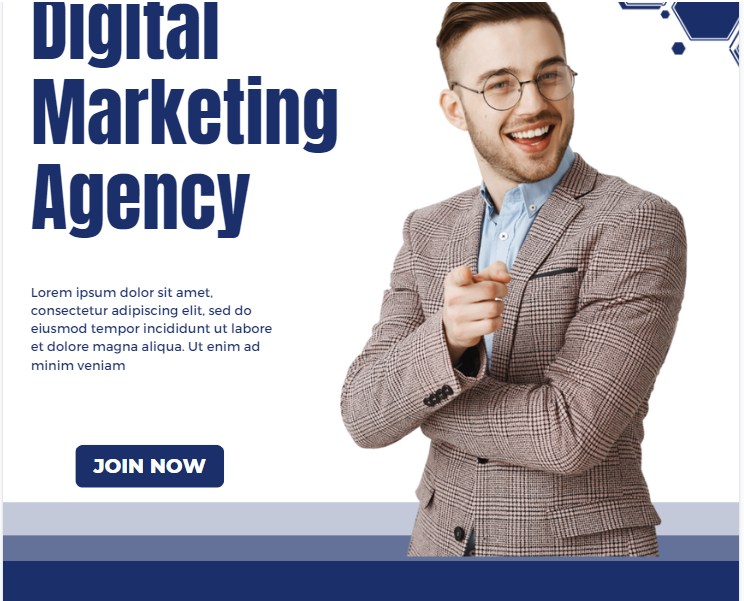 Digital
Marketing
Agency
Lorem ipsum dolor sit amet,
consectetur adipiscing elit, sed do
eiusmod tempor incididunt ut labore
et dolore magna aliqua. Ut enim ad
minim veniam
JOIN NOW